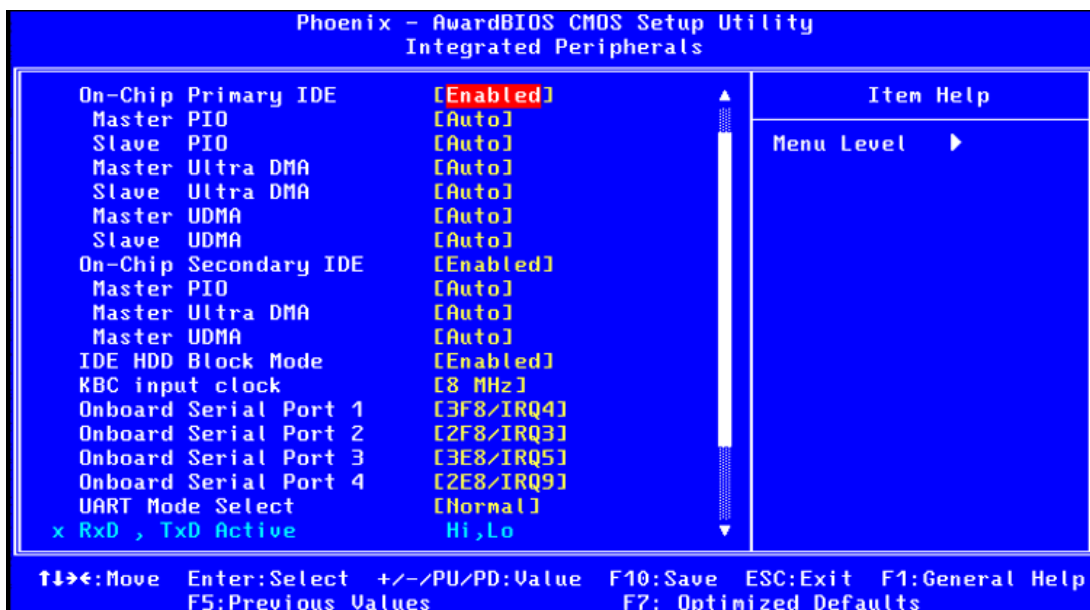 Phoenix - AwardBIOS CMOS Setup Utility
Integrated Peripherals
On-Chip Primary IDE [Enabled]
Master PIO [Auto]
Slave PIO [Auto]
Master Ultra DMA [Auto]
Slave Ultra DMA [Auto]
Master UDMA [Auto]
Slave UDMA [Auto]
On-Chip Secondary IDE [Enabled]
Master PIO [Auto]
Master Ultra DMA [Auto]
Master UDMA [Auto]
IDE HDD Block Mode [Enabled]
KBC input clock [8 MHz]
Onboard Serial Port 1 [3F8/IRQ4]
Onboard Serial Port 2 [2F8/IRQ3]
Onboard Serial Port 3 [3E8/IRQ5]
Onboard Serial Port 4 [2E8/IRQ9]
UART Mode Select [Normal]
x RxD , TxD Active Hi,Lo
Item Help
Menu Level ▶
↑↓→←:Move Enter:Select +/-/PU/PD:Value F10:Save ESC:Exit F1:General Help
F5:Previous Values F7: Optimized Defaults